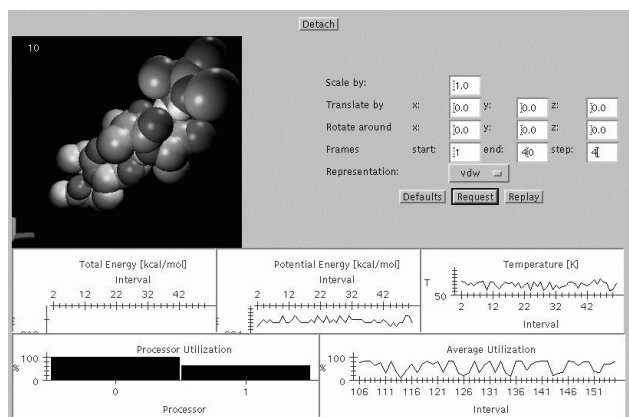 Detach
10
Scale by: 1.0
Translate by x: 0.0 y: 0.0 z: 0.0
Rotate around x: 0.0 y: 0.0 z: 0.0
Frames start: 1 end: 40 step: 4
Representation: vdw
Defaults Request Replay
Total Energy [kcal/mol]
Interval
2 12 22 32 42
Potential Energy [kcal/mol]
Interval
2 12 22 32 42
Temperature [K]
T
50
2 12 22 32 42
Interval
Processor Utilization
100
%
0
0 1
Processor
Average Utilization
100
%
0
106 111 116 121 126 131 136 141 146 151
Interval